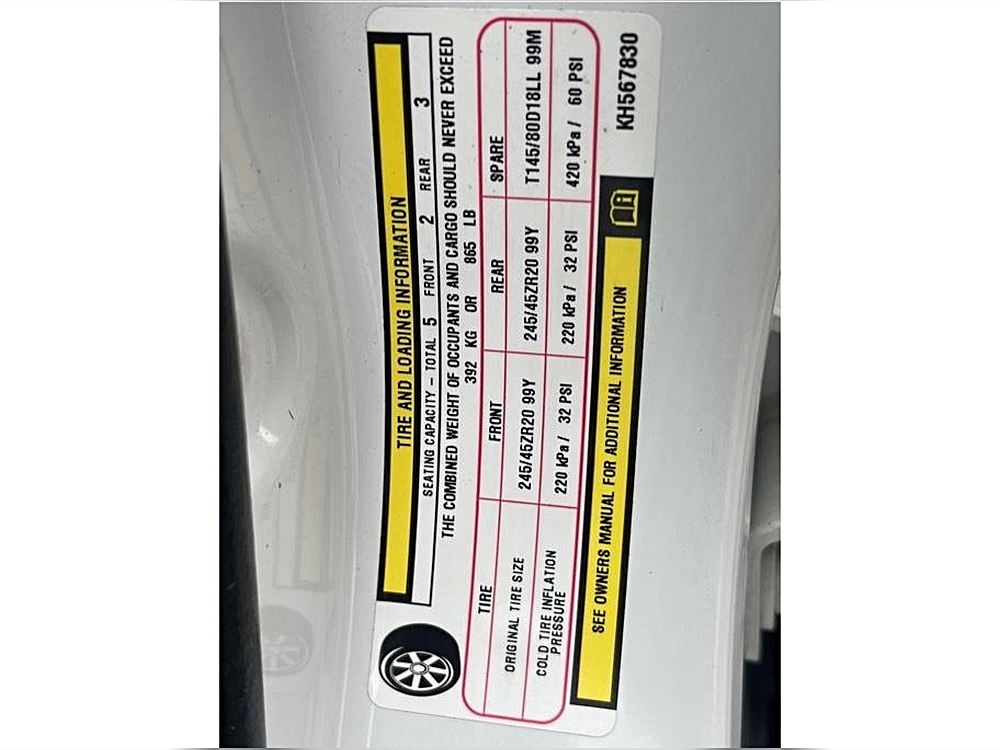 TIRE AND LOADING INFORMATION
SEATING CAPACITY – TOTAL 5 FRONT 2 REAR 3
THE COMBINED WEIGHT OF OCCUPANTS AND CARGO SHOULD NEVER EXCEED
392 KG OR 865 LB
TIRE FRONT REAR SPARE
ORIGINAL TIRE SIZE 245/45ZR20 99Y 245/45ZR20 99Y T145/80D18LL 99M
COLD TIRE INFLATION
PRESSURE 220 kPa / 32 PSI 220 kPa / 32 PSI 420 kPa / 60 PSI
SEE OWNERS MANUAL FOR ADDITIONAL INFORMATION
KH567830